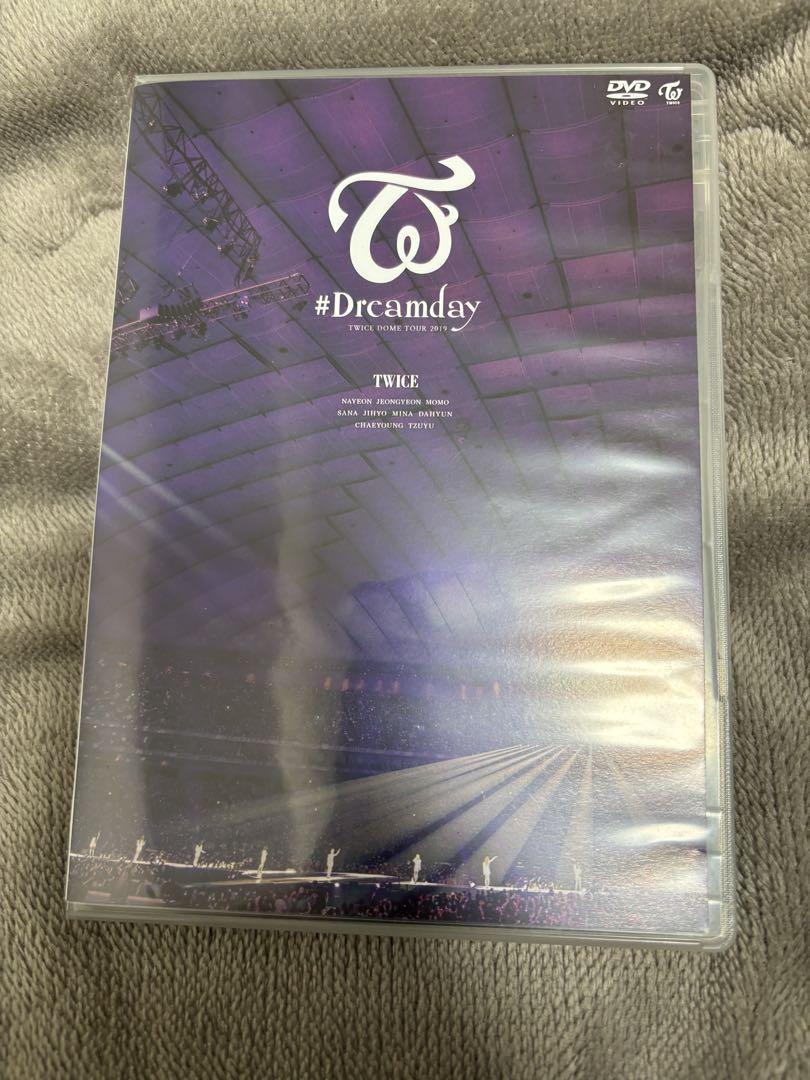 DVD
VIDEO
TWICE
#Dreamday
TWICE DOME TOUR 2019
TWICE
NAYEON JEONGYEON MOMO
SANA JIHYO MINA DAHYUN
CHAEYOUNG TZUYU